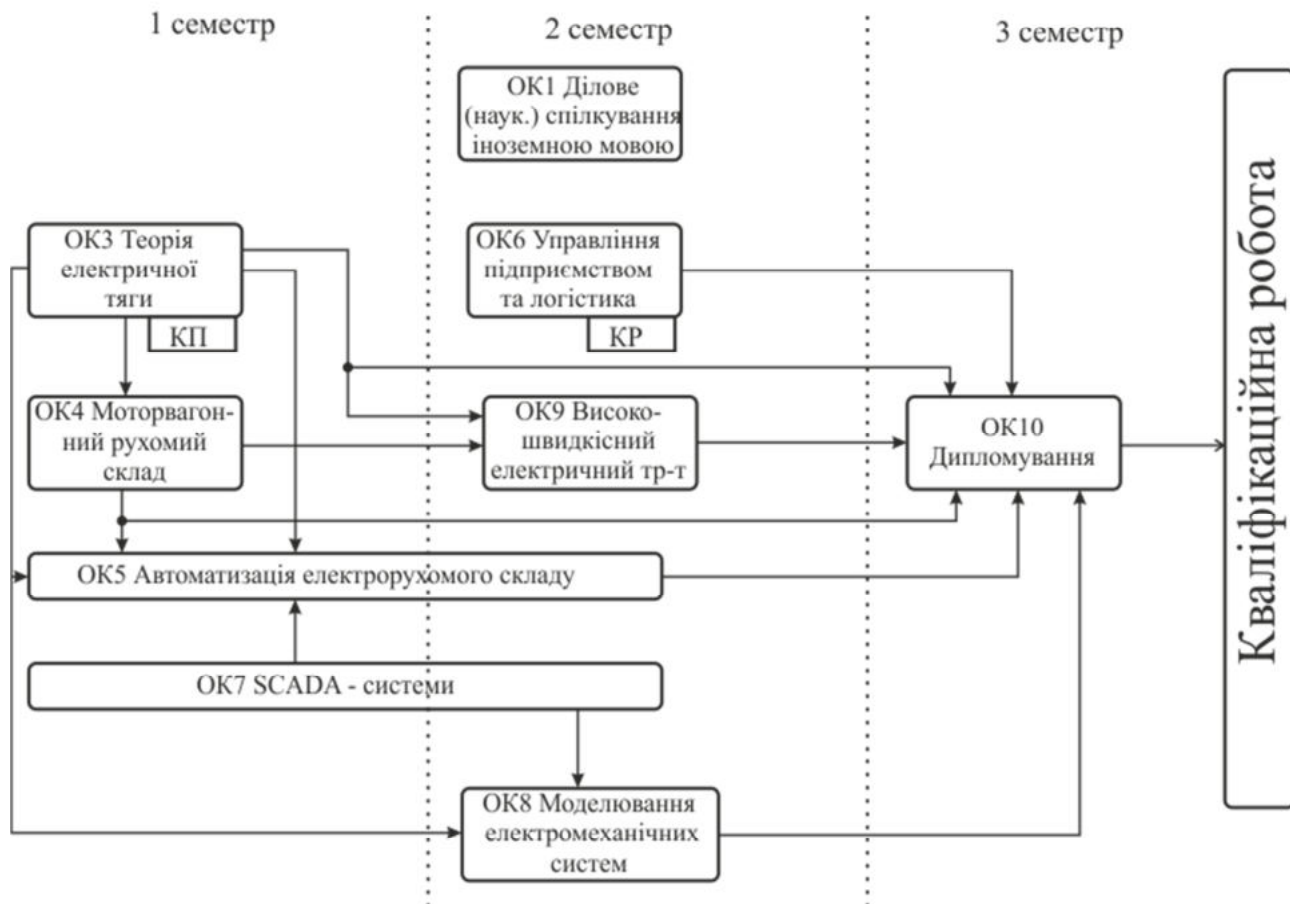 1 семестр
2 семестр
3 семестр
ОК1 Ділове
(наук.) спілкування
іноземною мовою
ОК3 Теорія
електричної
тяги
КП
ОК6 Управління
підприємством
та логістика
КР
ОК4 Моторвагон-
ний рухомий
склад
ОК9 Високо-
швидкісний
електричний тр-т
ОК10
Дипломування
ОК5 Автоматизація електрорухомого складу
ОК7 SCADA - системи
ОК8 Моделювання
електромеханічних
систем
Кваліфікаційна робота